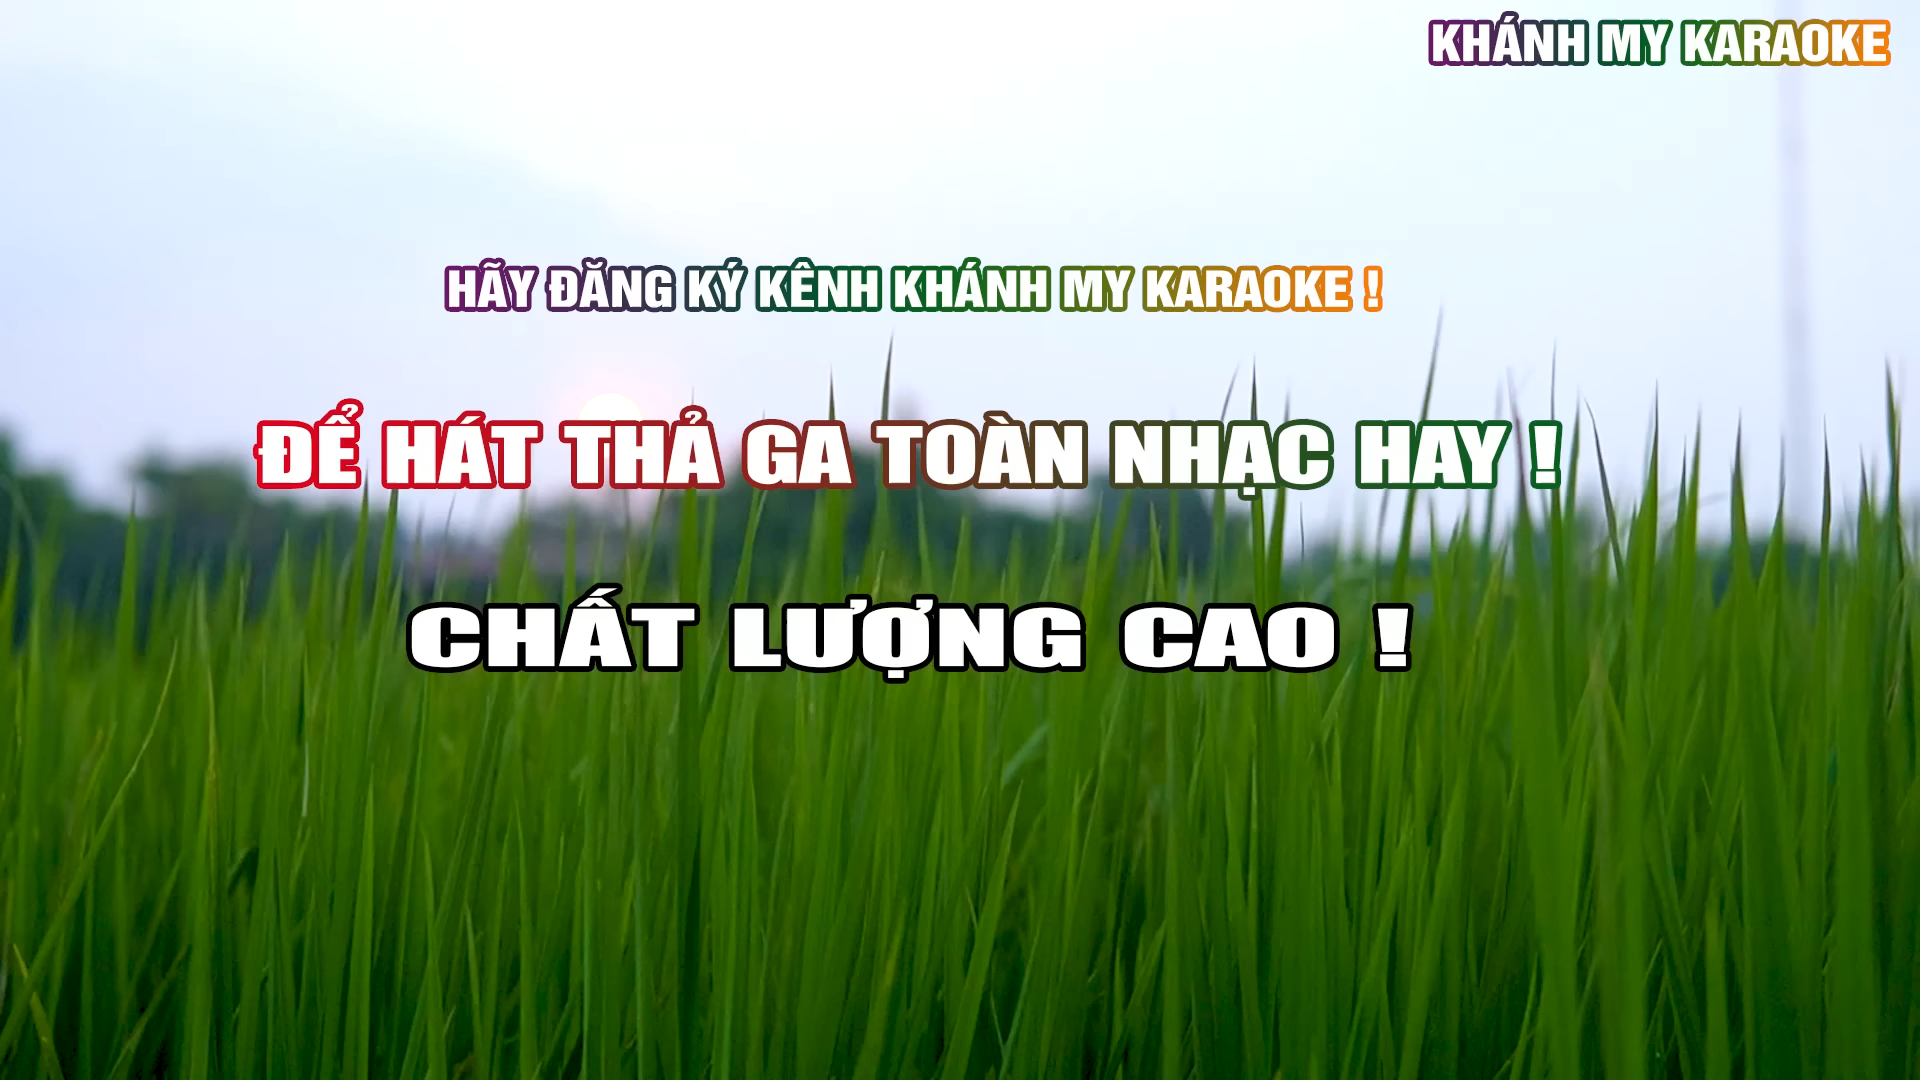 KHÁNH MY KARAOKE
HÃY ĐĂNG KÝ KÊNH KHÁNH MY KARAOKE !
ĐỂ HÁT THẢ GA TOÀN NHẠC HAY !
CHẤT LƯỢNG CAO !